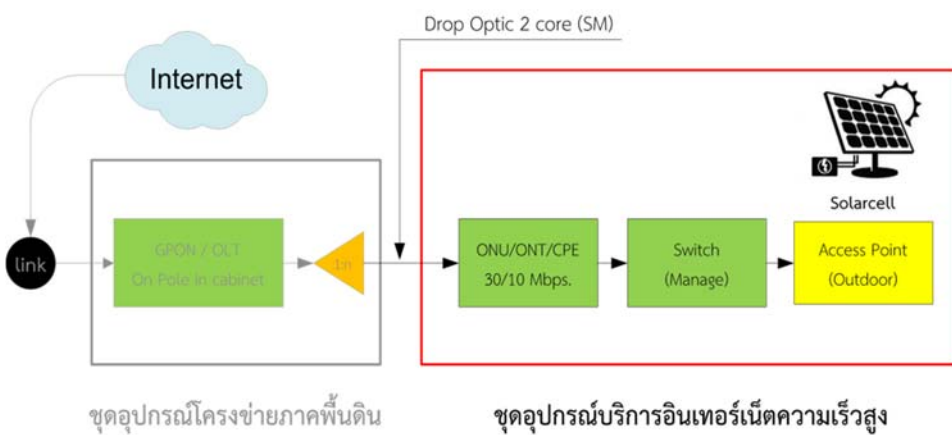 Drop Optic 2 core (SM)
Internet
Solarcell
link
GPON / OLT
On Pole in cabinet
1:n
ONU/ONT/CPE
30/10 Mbps.
Switch
(Manage)
Access Point
(Outdoor)
ชุดอุปกรณ์โครงข่ายภาคพื้นดิน
ชุดอุปกรณ์บริการอินเทอร์เน็ตความเร็วสูง